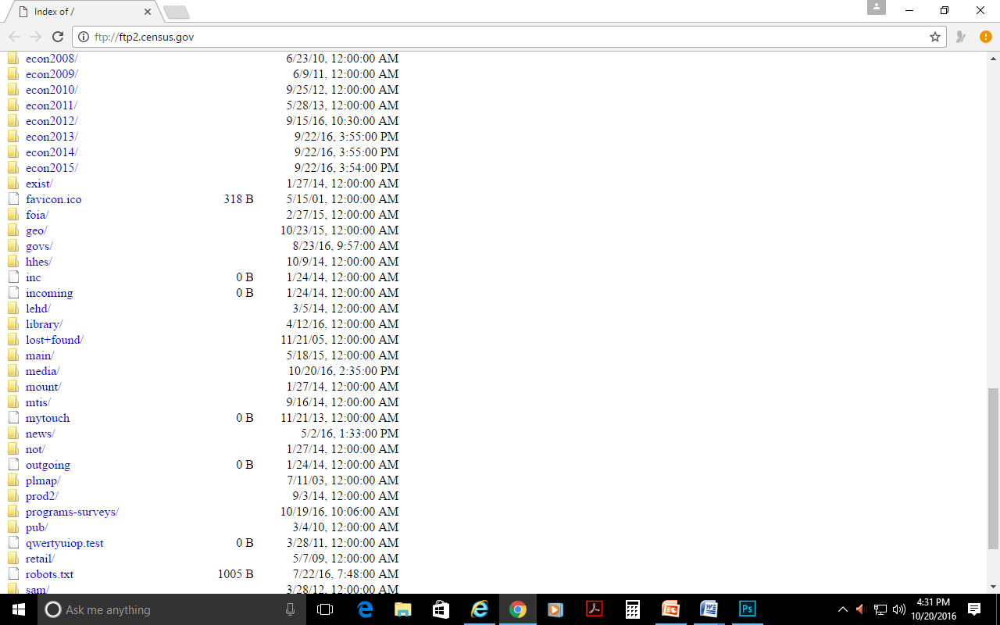 Index of /
ftp://ftp2.census.gov
econ2008/ 6/23/10, 12:00:00 AM
econ2009/ 6/9/11, 12:00:00 AM
econ2010/ 9/25/12, 12:00:00 AM
econ2011/ 5/28/13, 12:00:00 AM
econ2012/ 9/15/16, 10:30:00 AM
econ2013/ 9/22/16, 3:55:00 PM
econ2014/ 9/22/16, 3:55:00 PM
econ2015/ 9/22/16, 3:54:00 PM
exist/ 1/27/14, 12:00:00 AM
favicon.ico 318 B 5/15/01, 12:00:00 AM
foia/ 2/27/15, 12:00:00 AM
geo/ 10/23/15, 12:00:00 AM
govs/ 8/23/16, 9:57:00 AM
hhes/ 10/9/14, 12:00:00 AM
inc 0 B 1/24/14, 12:00:00 AM
incoming 0 B 1/24/14, 12:00:00 AM
lehd/ 3/5/14, 12:00:00 AM
library/ 4/12/16, 12:00:00 AM
lost+found/ 11/21/05, 12:00:00 AM
main/ 5/18/15, 12:00:00 AM
media/ 10/20/16, 2:35:00 PM
mount/ 1/27/14, 12:00:00 AM
mtis/ 9/16/14, 12:00:00 AM
mytouch 0 B 11/21/13, 12:00:00 AM
news/ 5/2/16, 1:33:00 PM
not/ 1/27/14, 12:00:00 AM
outgoing 0 B 1/24/14, 12:00:00 AM
plmap/ 7/11/03, 12:00:00 AM
prod2/ 9/3/14, 12:00:00 AM
programs-surveys/ 10/19/16, 10:06:00 AM
pub/ 3/4/10, 12:00:00 AM
qwertyuiop.test 0 B 3/28/11, 12:00:00 AM
retail/ 5/7/09, 12:00:00 AM
robots.txt 1005 B 7/22/16, 7:48:00 AM
sam/ 3/28/12, 12:00:00 AM
Ask me anything
4:31 PM
10/20/2016